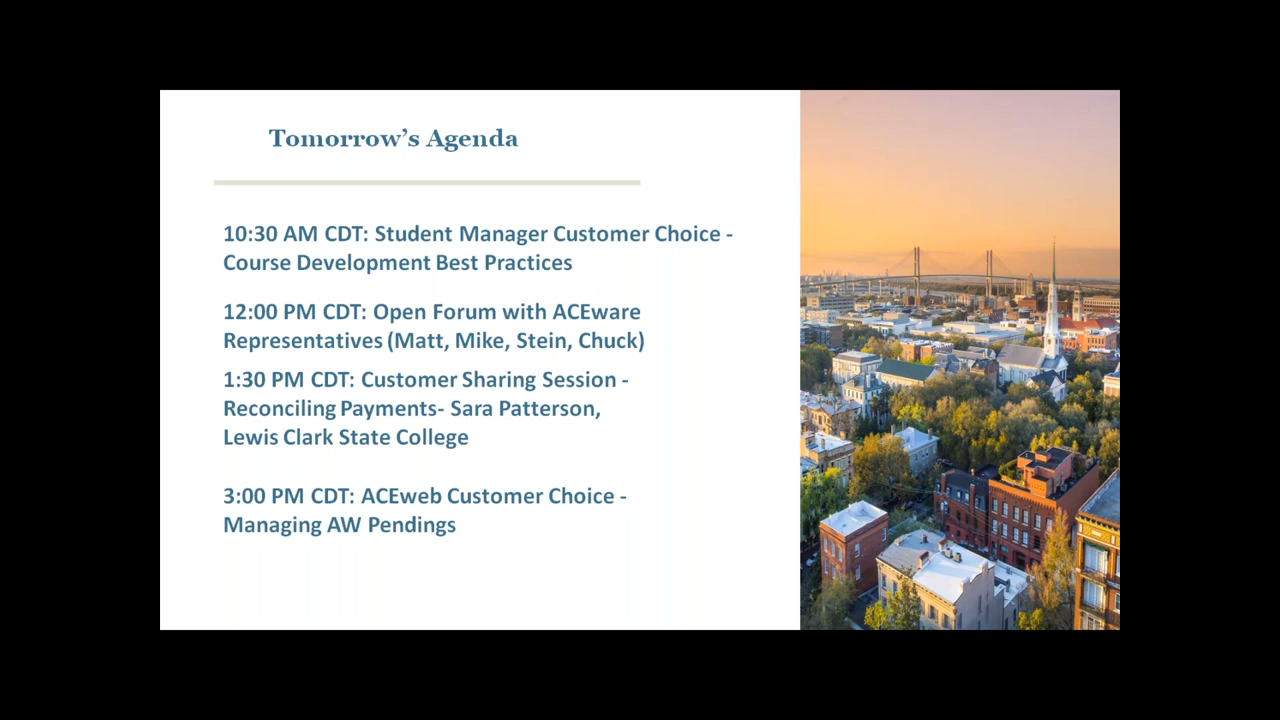 Tomorrow’s Agenda
10:30 AM CDT: Student Manager Customer Choice -
Course Development Best Practices
12:00 PM CDT: Open Forum with ACEware
Representatives (Matt, Mike, Stein, Chuck)
1:30 PM CDT: Customer Sharing Session -
Reconciling Payments- Sara Patterson,
Lewis Clark State College
3:00 PM CDT: ACEweb Customer Choice -
Managing AW Pendings